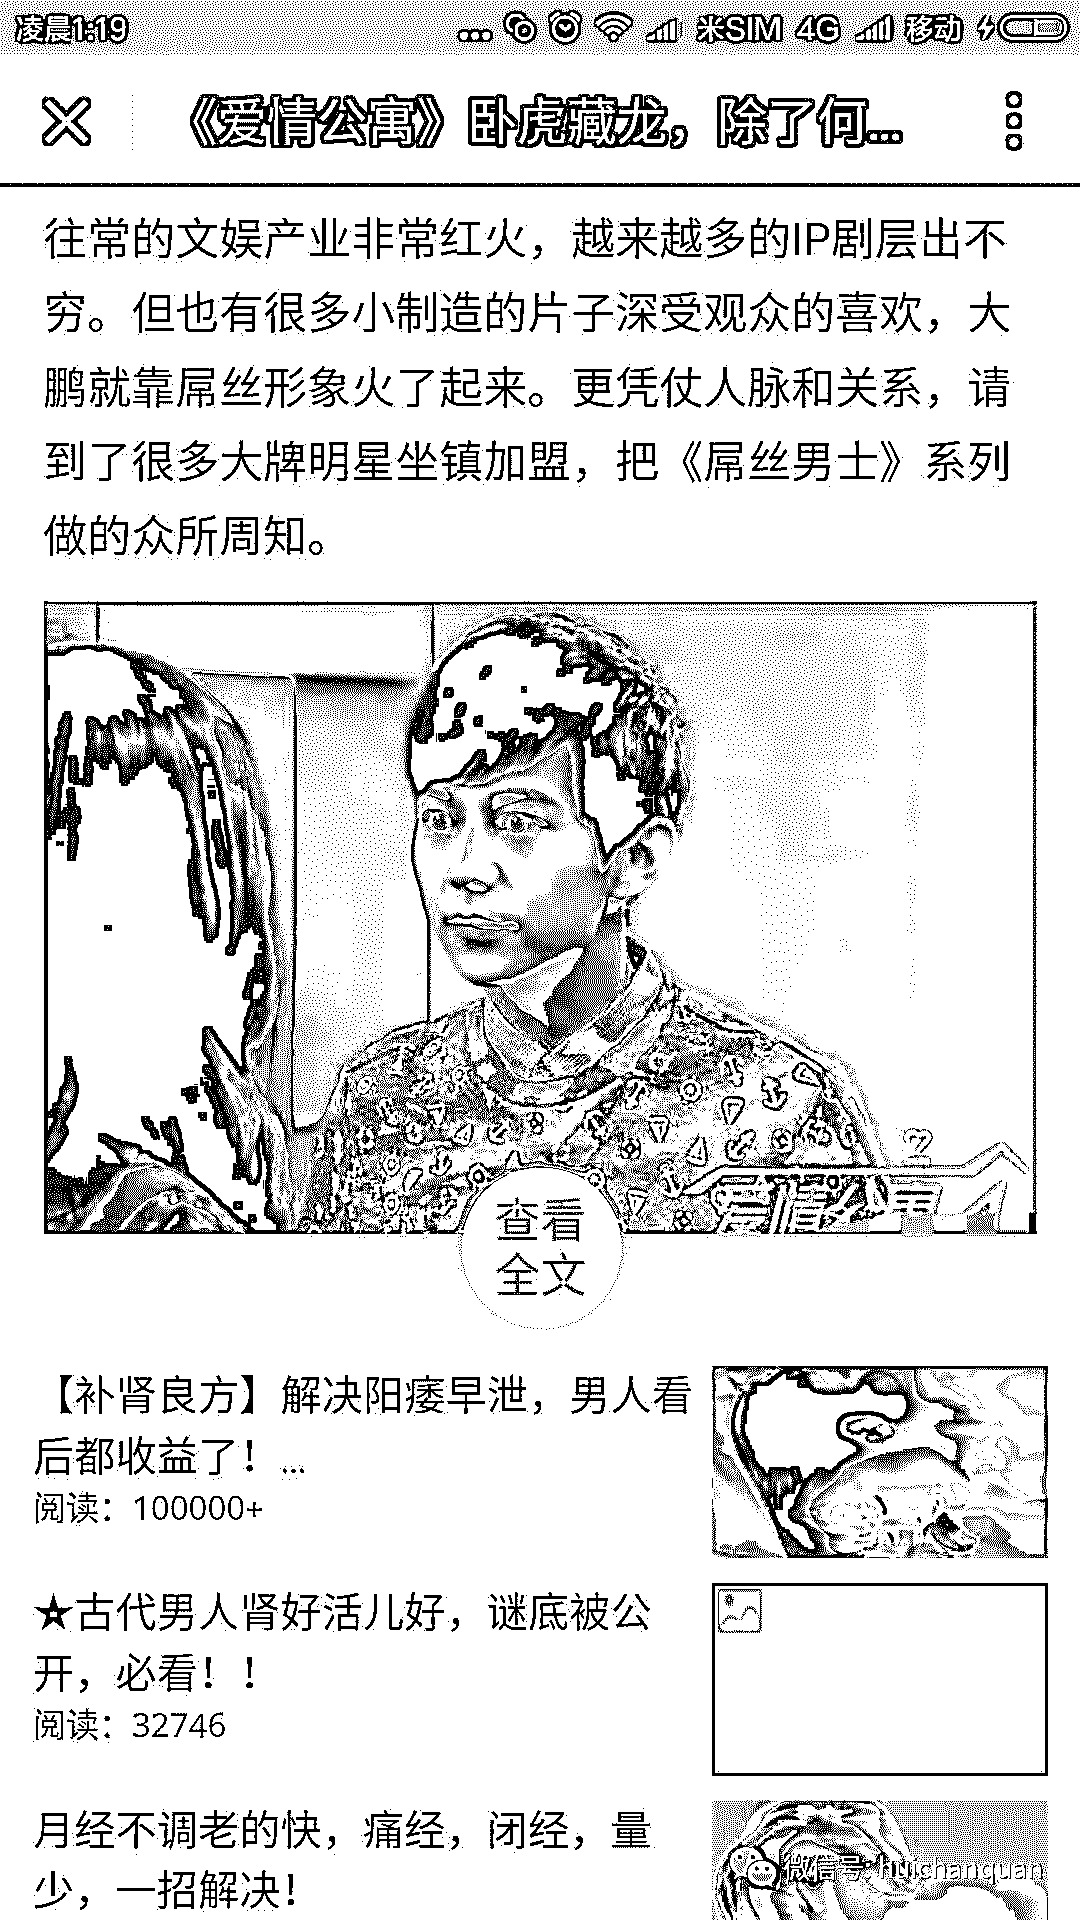 凌晨1:19
... 米SIM 4G 移动
《爱情公寓》卧虎藏龙，除了何...
往常的文娱产业非常红火，越来越多的IP剧层出不
穷。但也有很多小制造的片子深受观众的喜欢，大
鹏就靠屌丝形象火了起来。更凭仗人脉和关系，请
到了很多大牌明星坐镇加盟，把《屌丝男士》系列
做的众所周知。
查看
全文
【补肾良方】解决阳痿早泄，男人看
后都收益了！...
阅读：100000+
★古代男人肾好活儿好，谜底被公
开，必看！！
阅读：32746
月经不调老的快，痛经，闭经，量
少，一招解决!
微信号: huichanquan